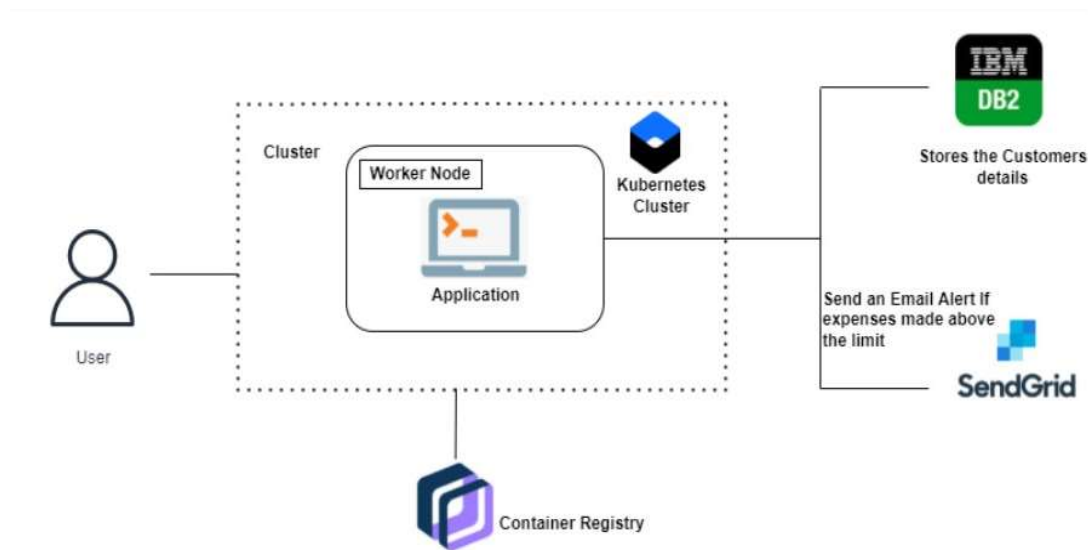 IBM
DB2
Stores the Customers
details
Cluster
Worker Node
Kubernetes
Cluster
Application
User
Send an Email Alert If
expenses made above
the limit
SendGrid
Container Registry